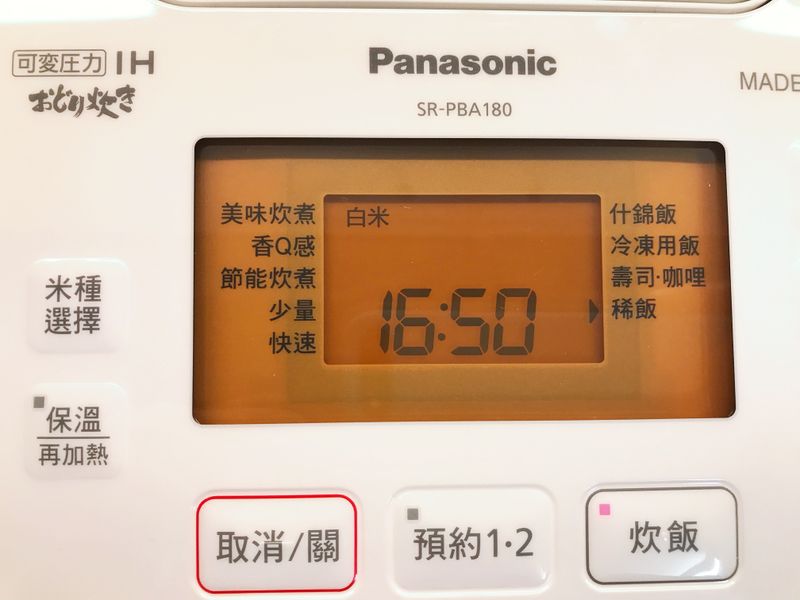 可変圧力 IH
おどり炊き
Panasonic
SR-PBA180
MADE
美味炊煮
香Q感
節能炊煮
少量
快速
白米
16:50
什錦飯
冷凍用飯
壽司·咖哩
稀飯
米種
選擇
保溫
再加熱
取消/關
預約1·2
炊飯